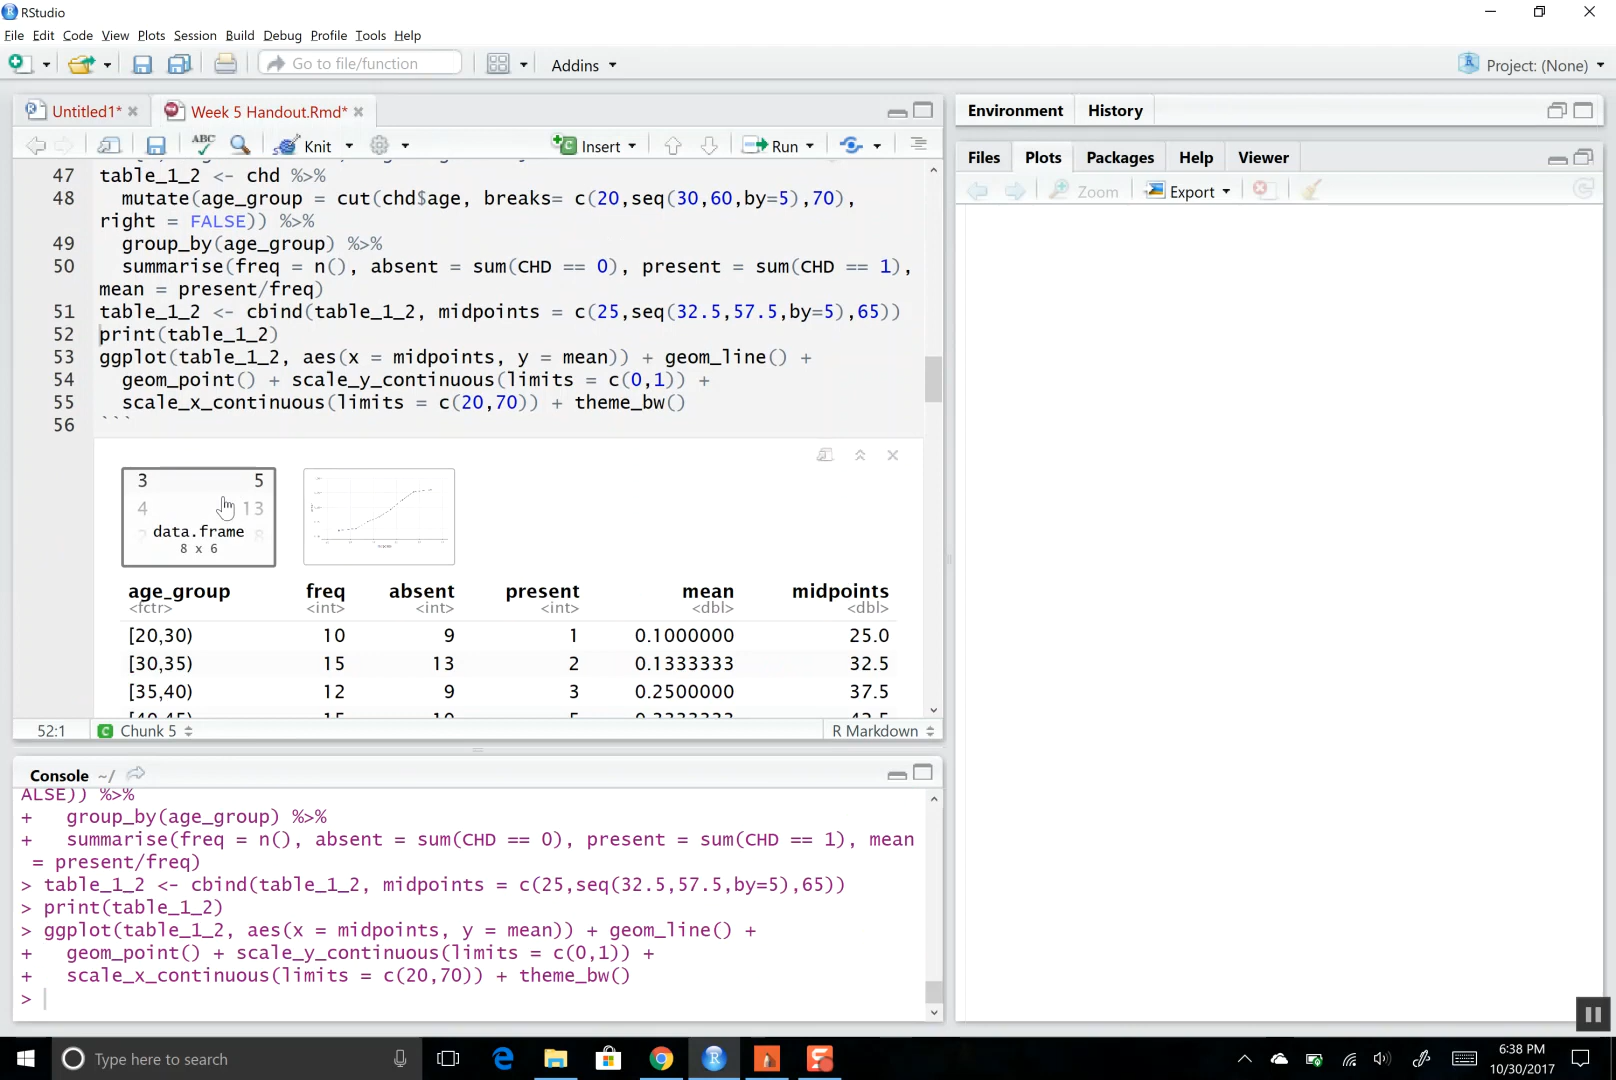 RStudio
File Edit Code View Plots Session Build Debug Profile Tools Help
Go to file/function
Addins
Project: (None)
Untitled1*
Week 5 Handout.Rmd*
ABC
Knit
Insert
Run
47 table_1_2 <- chd %>%
48 mutate(age_group = cut(chd$age, breaks= c(20,seq(30,60,by=5),70),
right = FALSE)) %>%
49 group_by(age_group) %>%
50 summarise(freq = n(), absent = sum(CHD == 0), present = sum(CHD == 1),
mean = present/freq)
51 table_1_2 <- cbind(table_1_2, midpoints = c(25,seq(32.5,57.5,by=5),65))
52 print(table_1_2)
53 ggplot(table_1_2, aes(x = midpoints, y = mean)) + geom_line() +
54 geom_point() + scale_y_continuous(limits = c(0,1)) +
55 scale_x_continuous(limits = c(20,70)) + theme_bw()
56 ```
3 5
4 13
data.frame
8 x 6
age_group freq absent present mean midpoints
<fctr> <int> <int> <int> <dbl> <dbl>
[20,30) 10 9 1 0.1000000 25.0
[30,35) 15 13 2 0.1333333 32.5
[35,40) 12 9 3 0.2500000 37.5
[40,45) 15 10 5 0.3333333 42.5
52:1
Chunk 5
R Markdown
Console ~/
ALSE)) %>%
+ group_by(age_group) %>%
+ summarise(freq = n(), absent = sum(CHD == 0), present = sum(CHD == 1), mean
= present/freq)
> table_1_2 <- cbind(table_1_2, midpoints = c(25,seq(32.5,57.5,by=5),65))
> print(table_1_2)
> ggplot(table_1_2, aes(x = midpoints, y = mean)) + geom_line() +
+ geom_point() + scale_y_continuous(limits = c(0,1)) +
+ scale_x_continuous(limits = c(20,70)) + theme_bw()
>
Environment History
Files Plots Packages Help Viewer
Zoom
Export
Type here to search
6:38 PM
10/30/2017